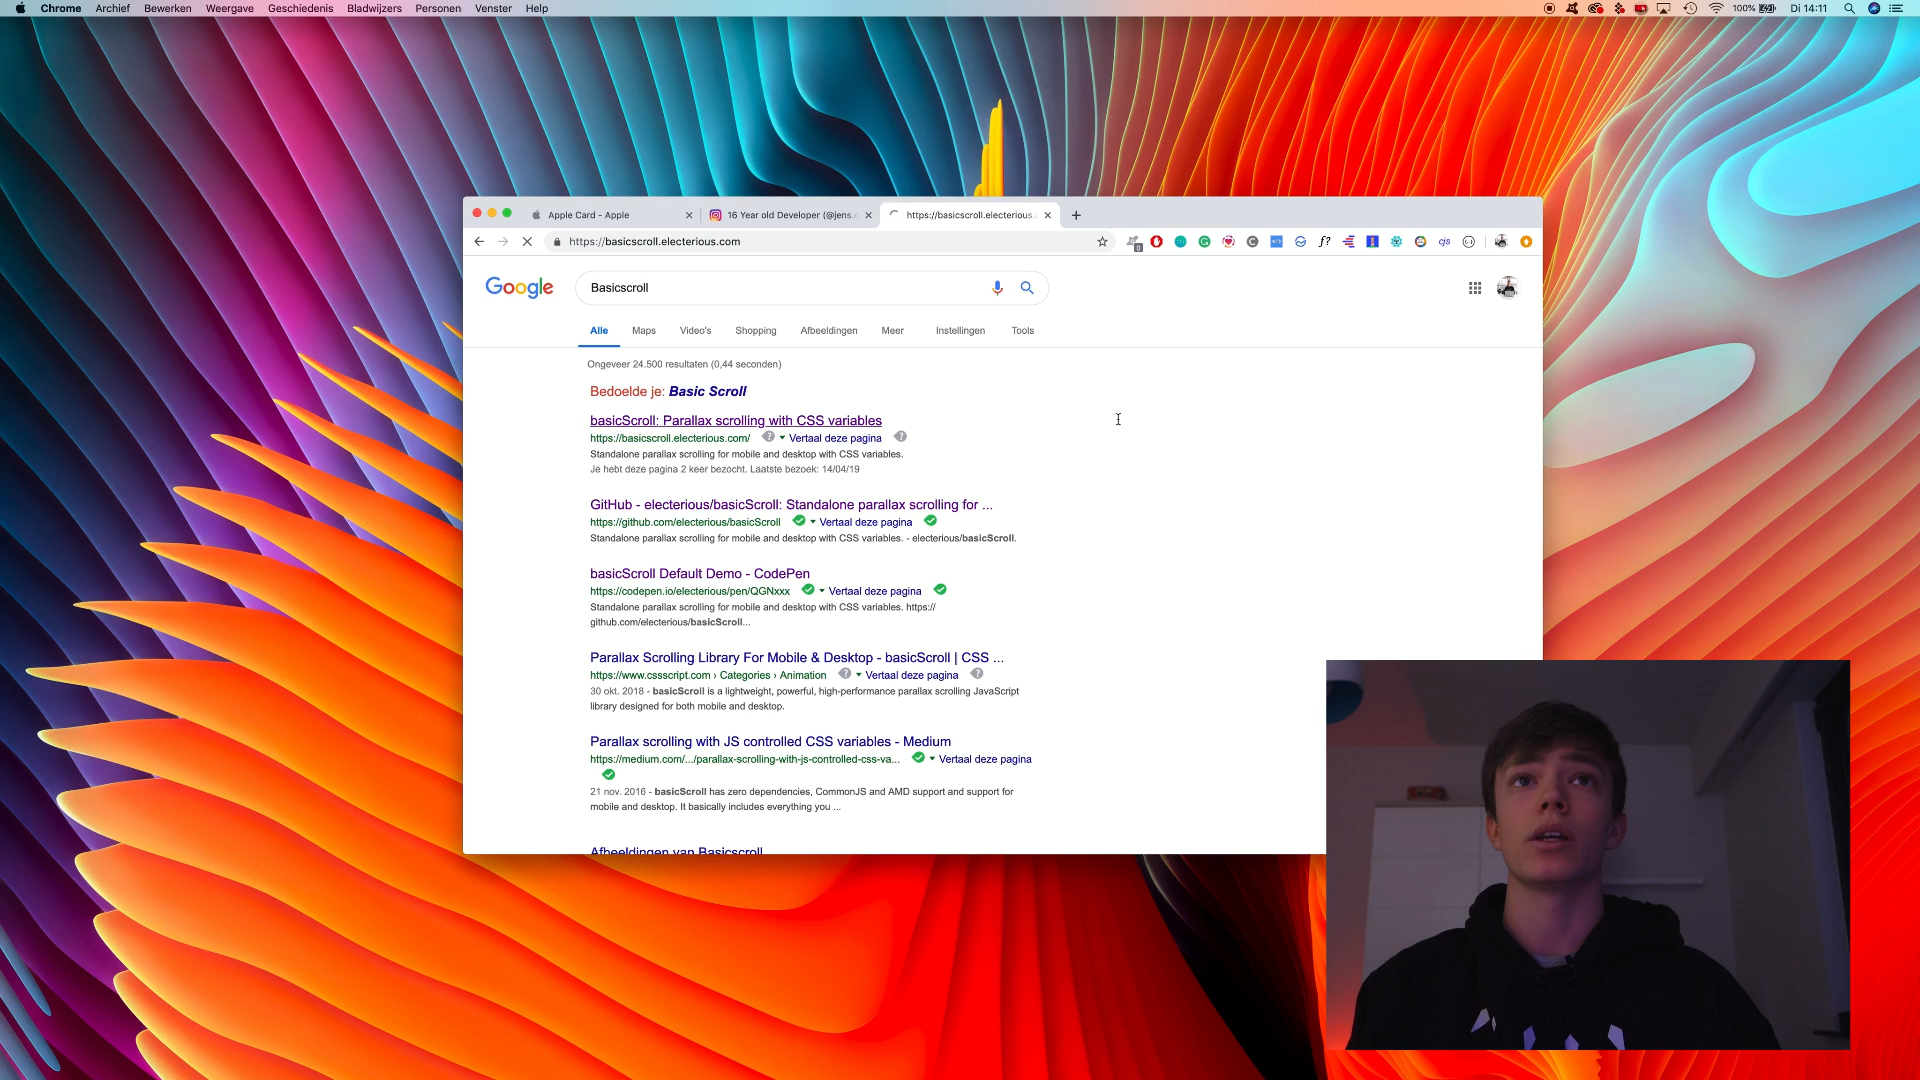 Chrome Archief Bewerken Weergave Geschiedenis Bladwijzers Personen Venster Help
100% Di 14:11
Apple Card - Apple
16 Year old Developer (@jens.c
https://basicscroll.electerious.
https://basicscroll.electerious.com
0 G C f? cjs
Google
Basicscroll
Alle Maps Video's Shopping Afbeeldingen Meer Instellingen Tools
Ongeveer 24.500 resultaten (0,44 seconden)
Bedoelde je: Basic Scroll
basicScroll: Parallax scrolling with CSS variables
https://basicscroll.electerious.com/ Vertaal deze pagina
Standalone parallax scrolling for mobile and desktop with CSS variables.
Je hebt deze pagina 2 keer bezocht. Laatste bezoek: 14/04/19
GitHub - electerious/basicScroll: Standalone parallax scrolling for ...
https://github.com/electerious/basicScroll Vertaal deze pagina
Standalone parallax scrolling for mobile and desktop with CSS variables. - electerious/basicScroll.
basicScroll Default Demo - CodePen
https://codepen.io/electerious/pen/QGNxxx Vertaal deze pagina
Standalone parallax scrolling for mobile and desktop with CSS variables. https://
github.com/electerious/basicScroll...
Parallax Scrolling Library For Mobile & Desktop - basicScroll | CSS ...
https://www.cssscript.com › Categories › Animation Vertaal deze pagina
30 okt. 2018 - basicScroll is a lightweight, powerful, high-performance parallax scrolling JavaScript
library designed for both mobile and desktop.
Parallax scrolling with JS controlled CSS variables - Medium
https://medium.com/.../parallax-scrolling-with-js-controlled-css-va... Vertaal deze pagina
21 nov. 2016 - basicScroll has zero dependencies, CommonJS and AMD support and support for
mobile and desktop. It basically includes everything you ...
Afbeeldingen van Basicscroll